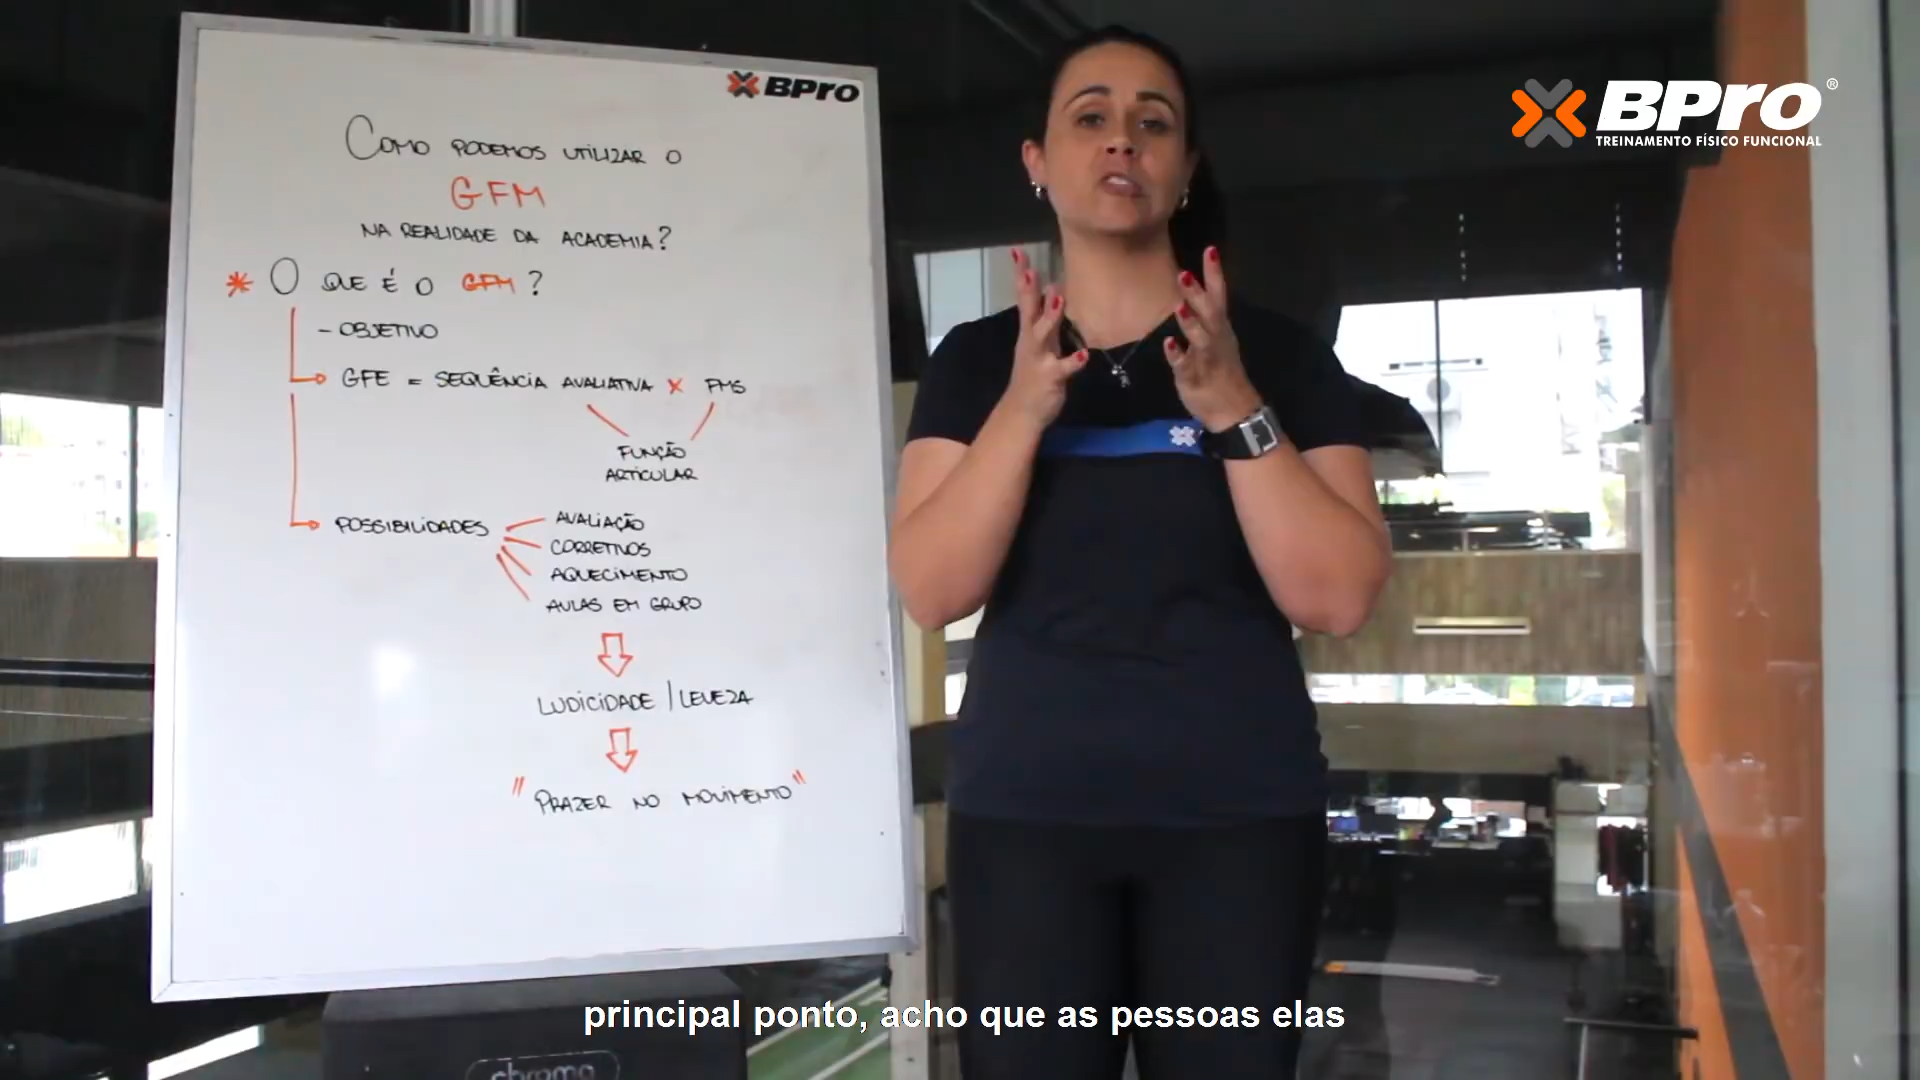 BPro
COMO PODEMOS UTILIZAR O
GFM
NA REALIDADE DA ACADEMIA?
* O QUE É O GFM?
- OBJETIVO
GFE = SEQUÊNCIA AVALIATIVA X FMS
FUNÇÃO
ARTICULAR
POSSIBILIDADES
AVALIAÇÃO
CORRETIVOS
AQUECIMENTO
AULAS EM GRUPO
LUDICIDADE / LEVEZA
"PRAZER NO MOVIMENTO"
BPro®
TREINAMENTO FÍSICO FUNCIONAL
chroma
principal ponto, acho que as pessoas elas